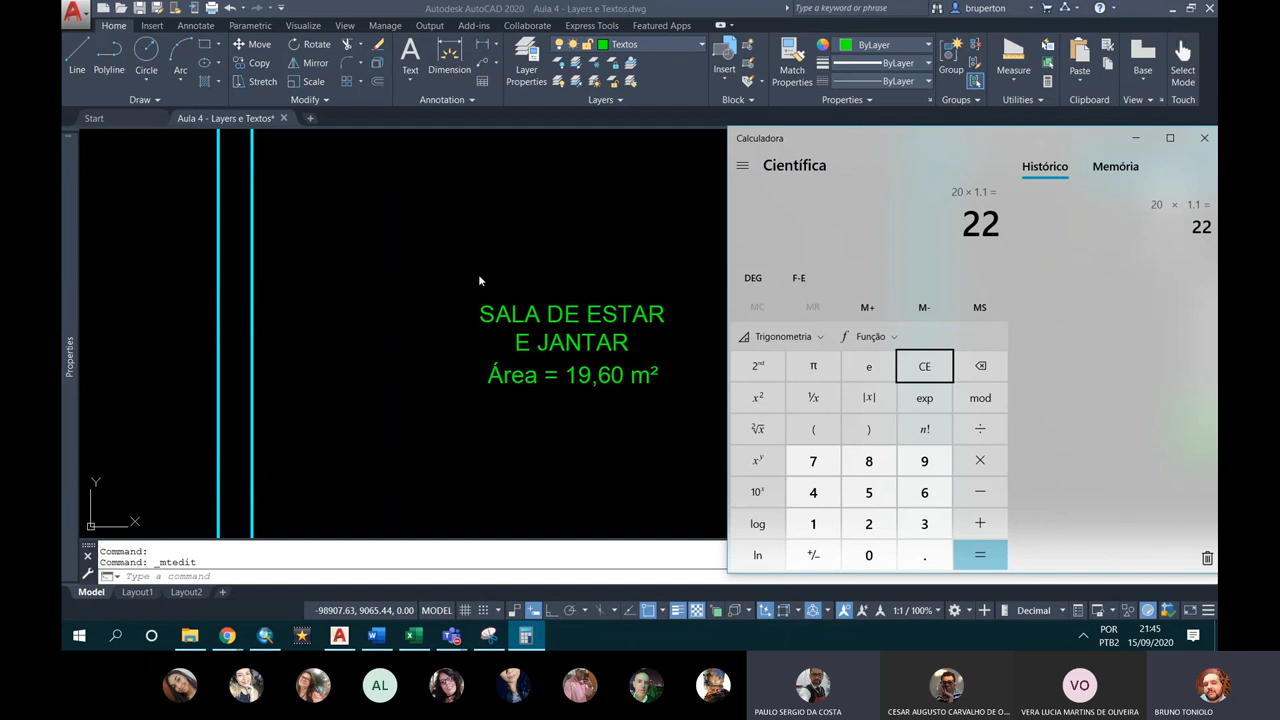 Autodesk AutoCAD 2020 Aula 4 - Layers e Textos.dwg
Type a keyword or phrase
bruperton
Home Insert Annotate Parametric Visualize View Manage Output Add-ins Collaborate Express Tools Featured Apps
Line Polyline Circle Arc
Move Rotate
Copy Mirror
Stretch Scale
Text Dimension
Layer Properties
Textos
Insert
Match Properties
ByLayer
ByLayer
ByLayer
Group
Measure
Paste
Base
Select Mode
Draw Modify Annotation Layers Block Properties Groups Utilities Clipboard View Touch
Start Aula 4 - Layers e Textos*
Properties
SALA DE ESTAR
E JANTAR
Área = 19,60 m²
Y
X
Calculadora
Científica
Histórico Memória
20 × 1.1 =
22
20 × 1.1 =
22
DEG F-E
MC MR M+ M- MS
Trigonometria Função
2nd π e CE
x² ¹/x |x| exp mod
²√x ( ) n! ÷
xʸ 7 8 9 ×
10ˣ 4 5 6 −
log 1 2 3 +
ln +/− 0 . =
Command:
Command: _mtedit
Type a command
Model Layout1 Layout2 +
-98907.63, 9065.44, 0.00 MODEL 1:1 / 100% Decimal
POR
PTB2
21:45
15/09/2020
AL
VO
PAULO SERGIO DA COSTA
CESAR AUGUSTO CARVALHO DE O...
VERA LUCIA MARTINS DE OLIVEIRA
BRUNO TONIOLO